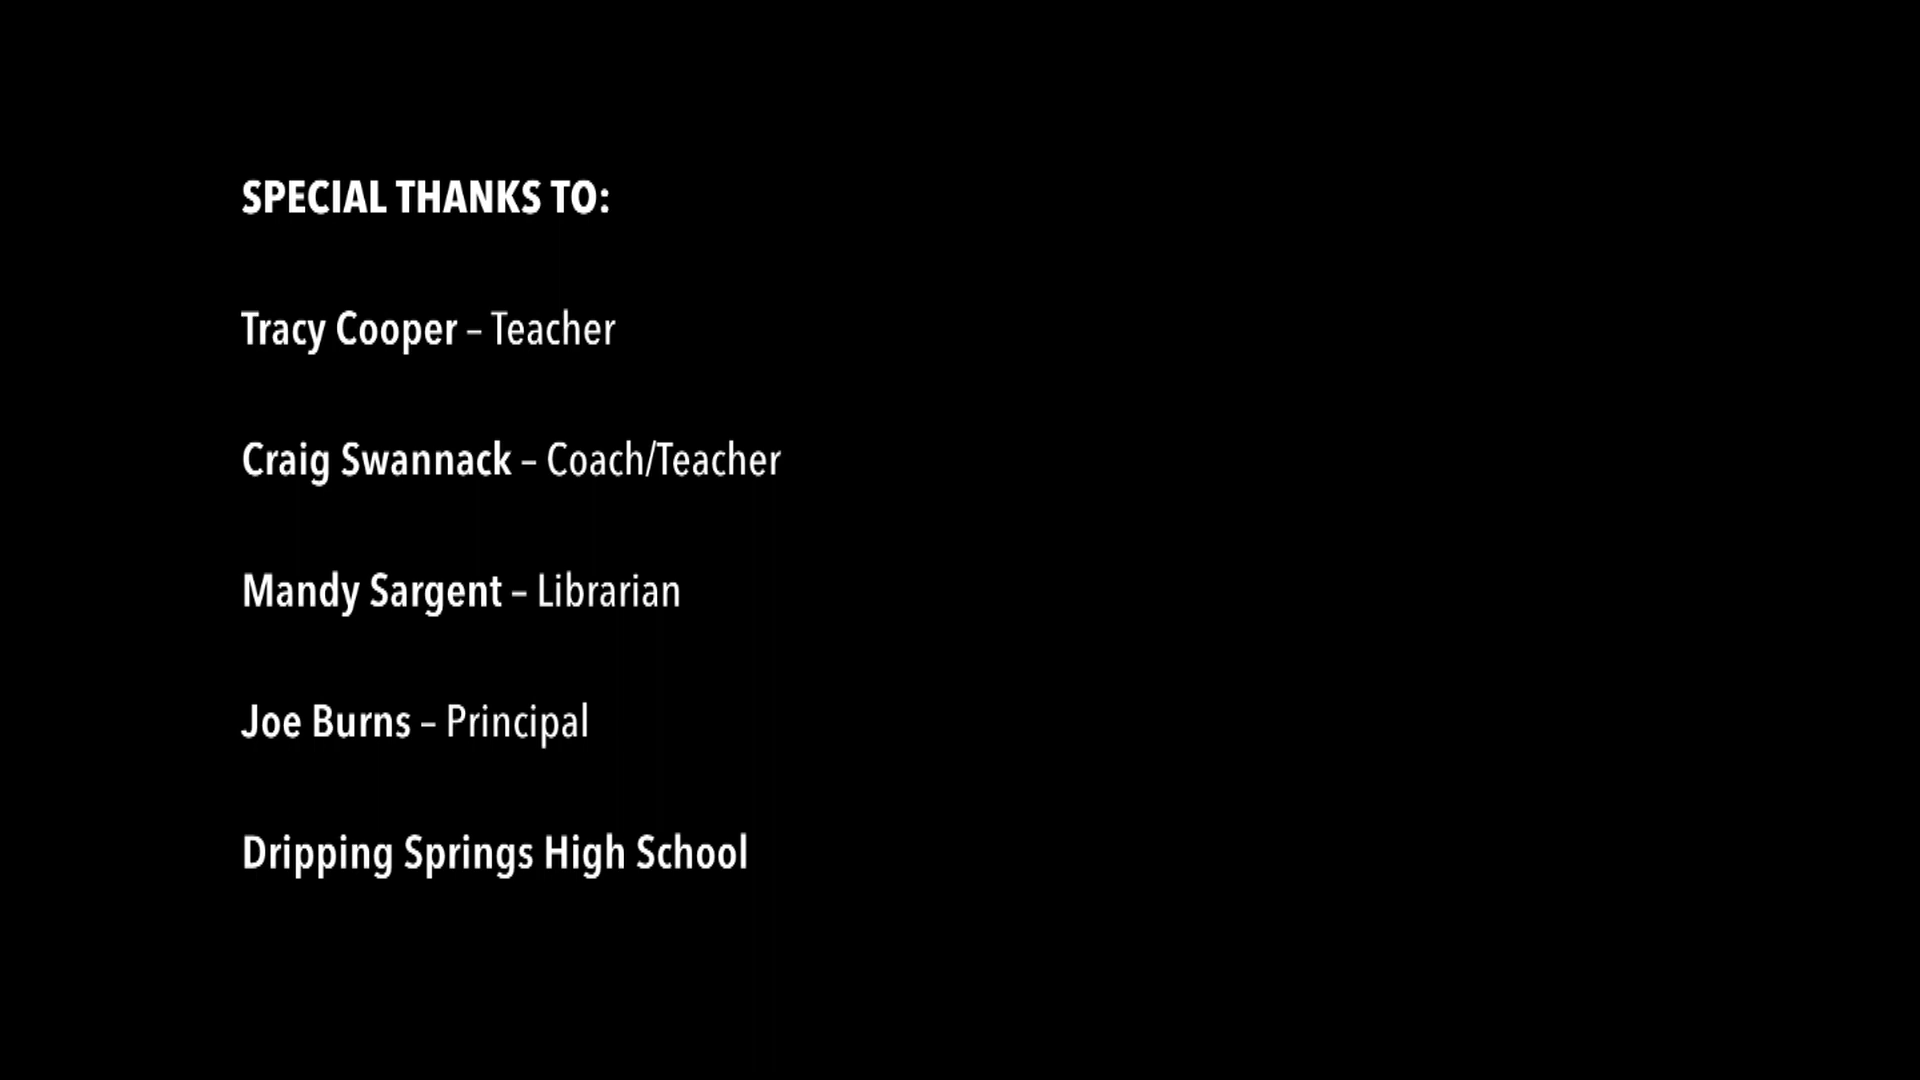 SPECIAL THANKS TO:
Tracy Cooper – Teacher
Craig Swannack – Coach/Teacher
Mandy Sargent – Librarian
Joe Burns – Principal
Dripping Springs High School